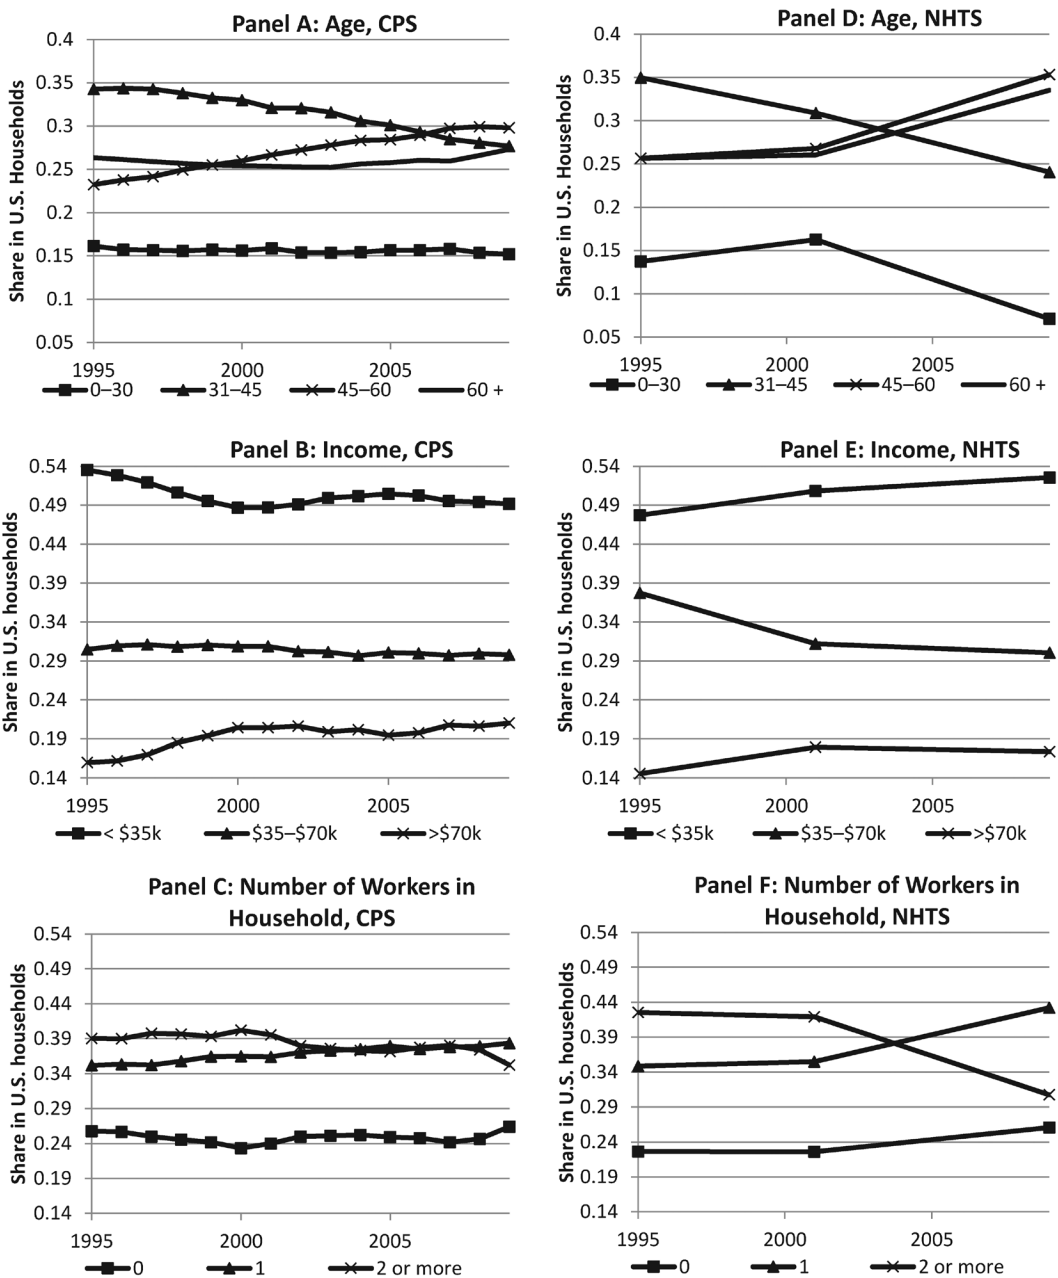 Panel A: Age, CPS
Share in U.S. Households
0.4
0.35
0.3
0.25
0.2
0.15
0.1
0.05
1995 2000 2005
0–30 31–45 45–60 60 +
Panel D: Age, NHTS
Share in U.S. Households
0.4
0.35
0.3
0.25
0.2
0.15
0.1
0.05
1995 2000 2005
0–30 31–45 45–60 60 +
Panel B: Income, CPS
Share in U.S. households
0.54
0.49
0.44
0.39
0.34
0.29
0.24
0.19
0.14
1995 2000 2005
< $35k $35–$70k >$70k
Panel E: Income, NHTS
Share in U.S. households
0.54
0.49
0.44
0.39
0.34
0.29
0.24
0.19
0.14
1995 2000 2005
< $35k $35–$70k >$70k
Panel C: Number of Workers in
Household, CPS
Share in U.S. households
0.54
0.49
0.44
0.39
0.34
0.29
0.24
0.19
0.14
1995 2000 2005
0 1 2 or more
Panel F: Number of Workers in
Household, NHTS
Share in U.S. households
0.54
0.49
0.44
0.39
0.34
0.29
0.24
0.19
0.14
1995 2000 2005
0 1 2 or more